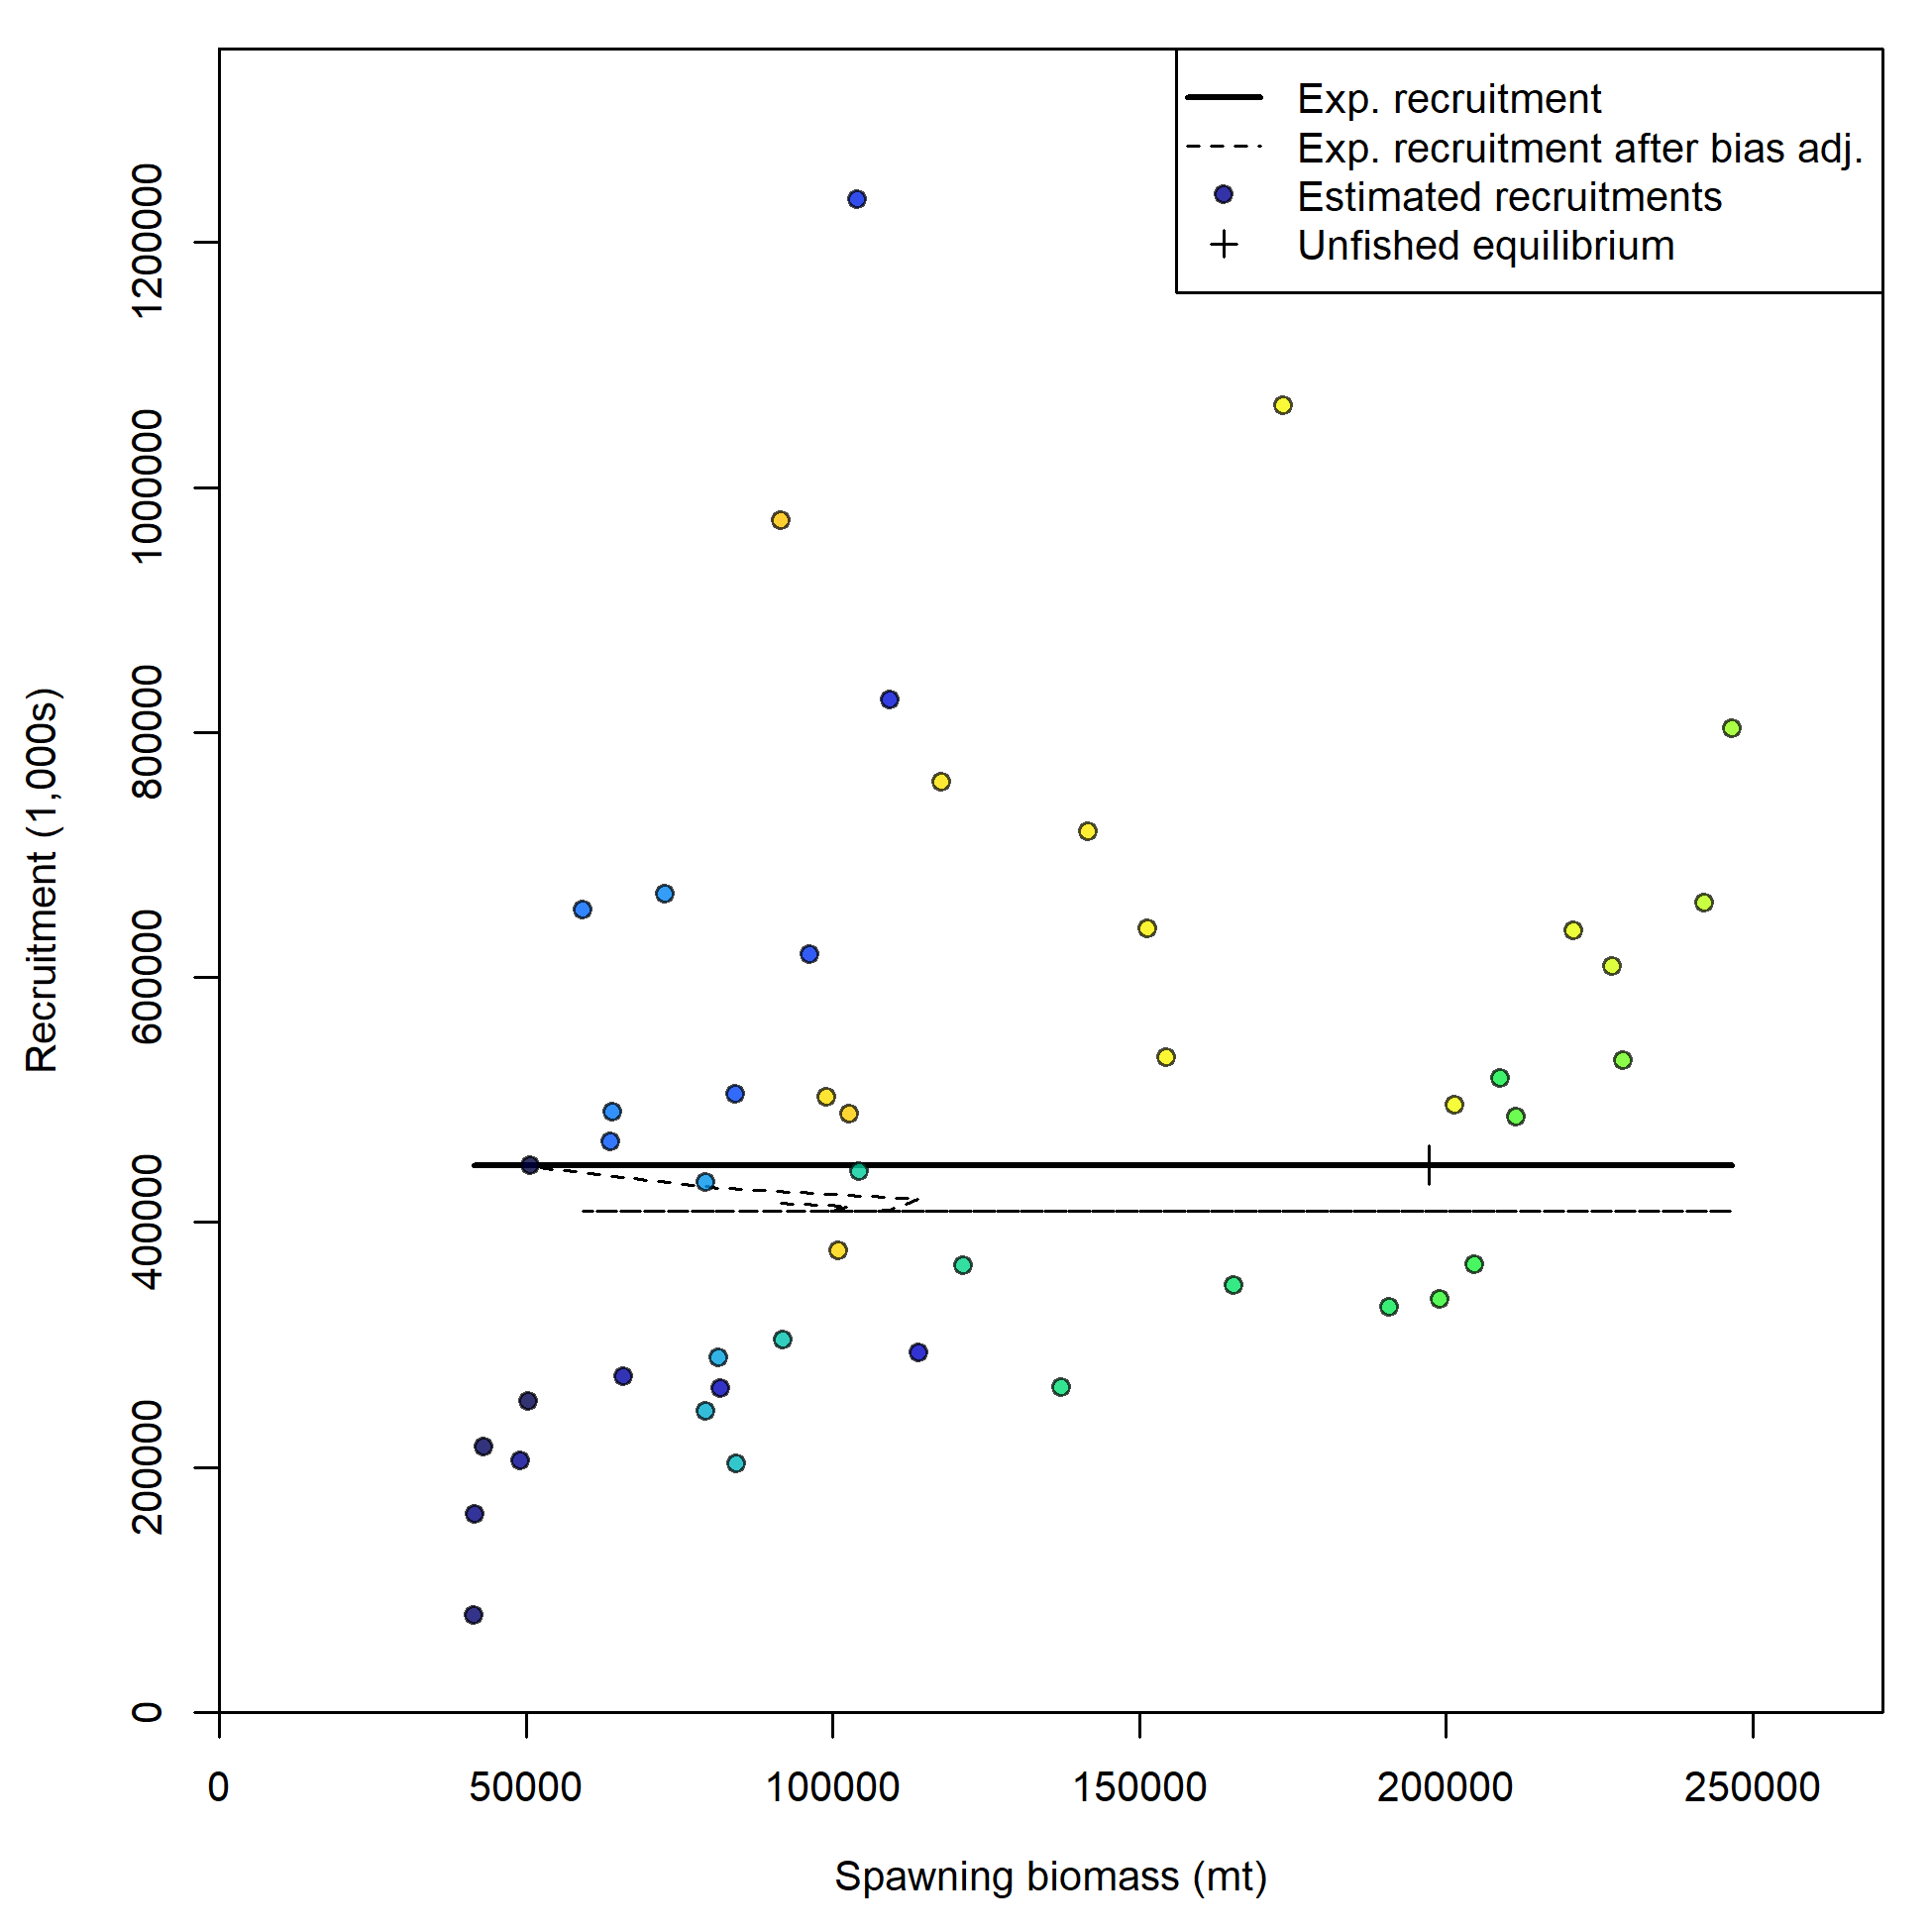 Exp. recruitment
Exp. recruitment after bias adj.
Estimated recruitments
Unfished equilibrium
Recruitment (1,000s)
1200000
1000000
800000
600000
400000
200000
0
0 50000 100000 150000 200000 250000
Spawning biomass (mt)